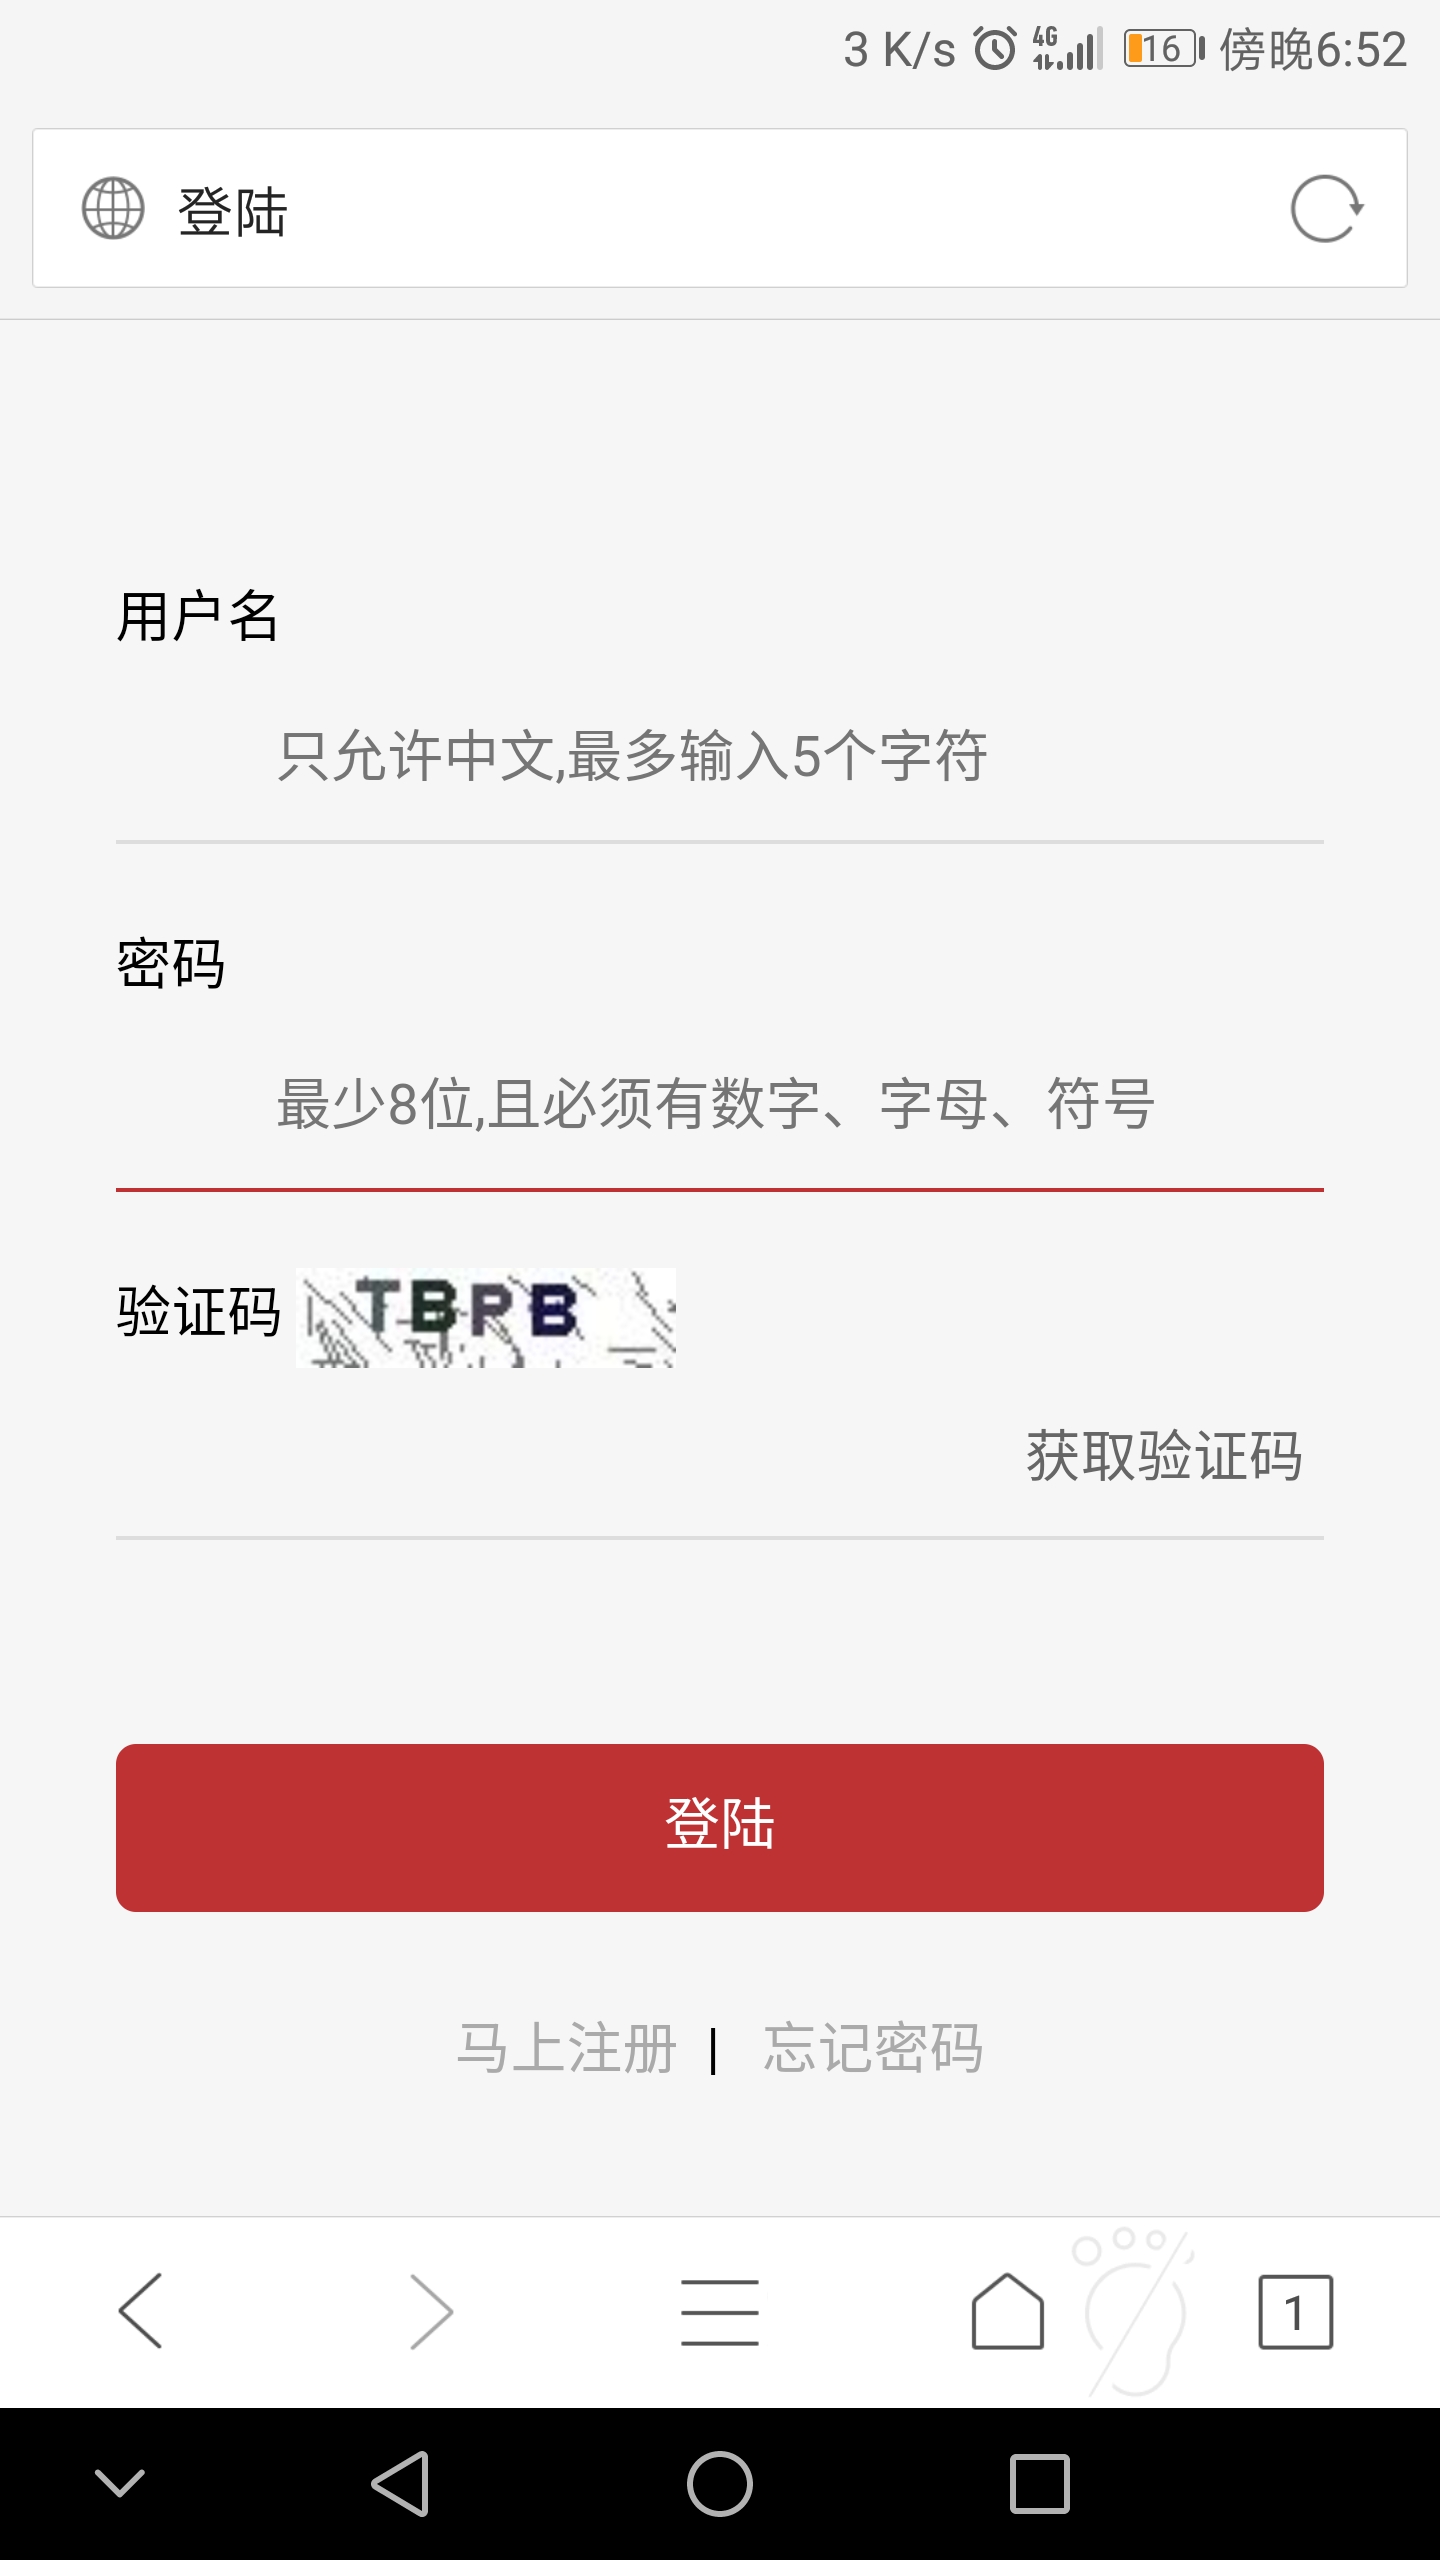 3 K/s 4G 16 傍晚6:52
登陆
用户名
只允许中文,最多输入5个字符
密码
最少8位,且必须有数字、字母、符号
验证码 TBPB
获取验证码
登陆
马上注册 | 忘记密码
1